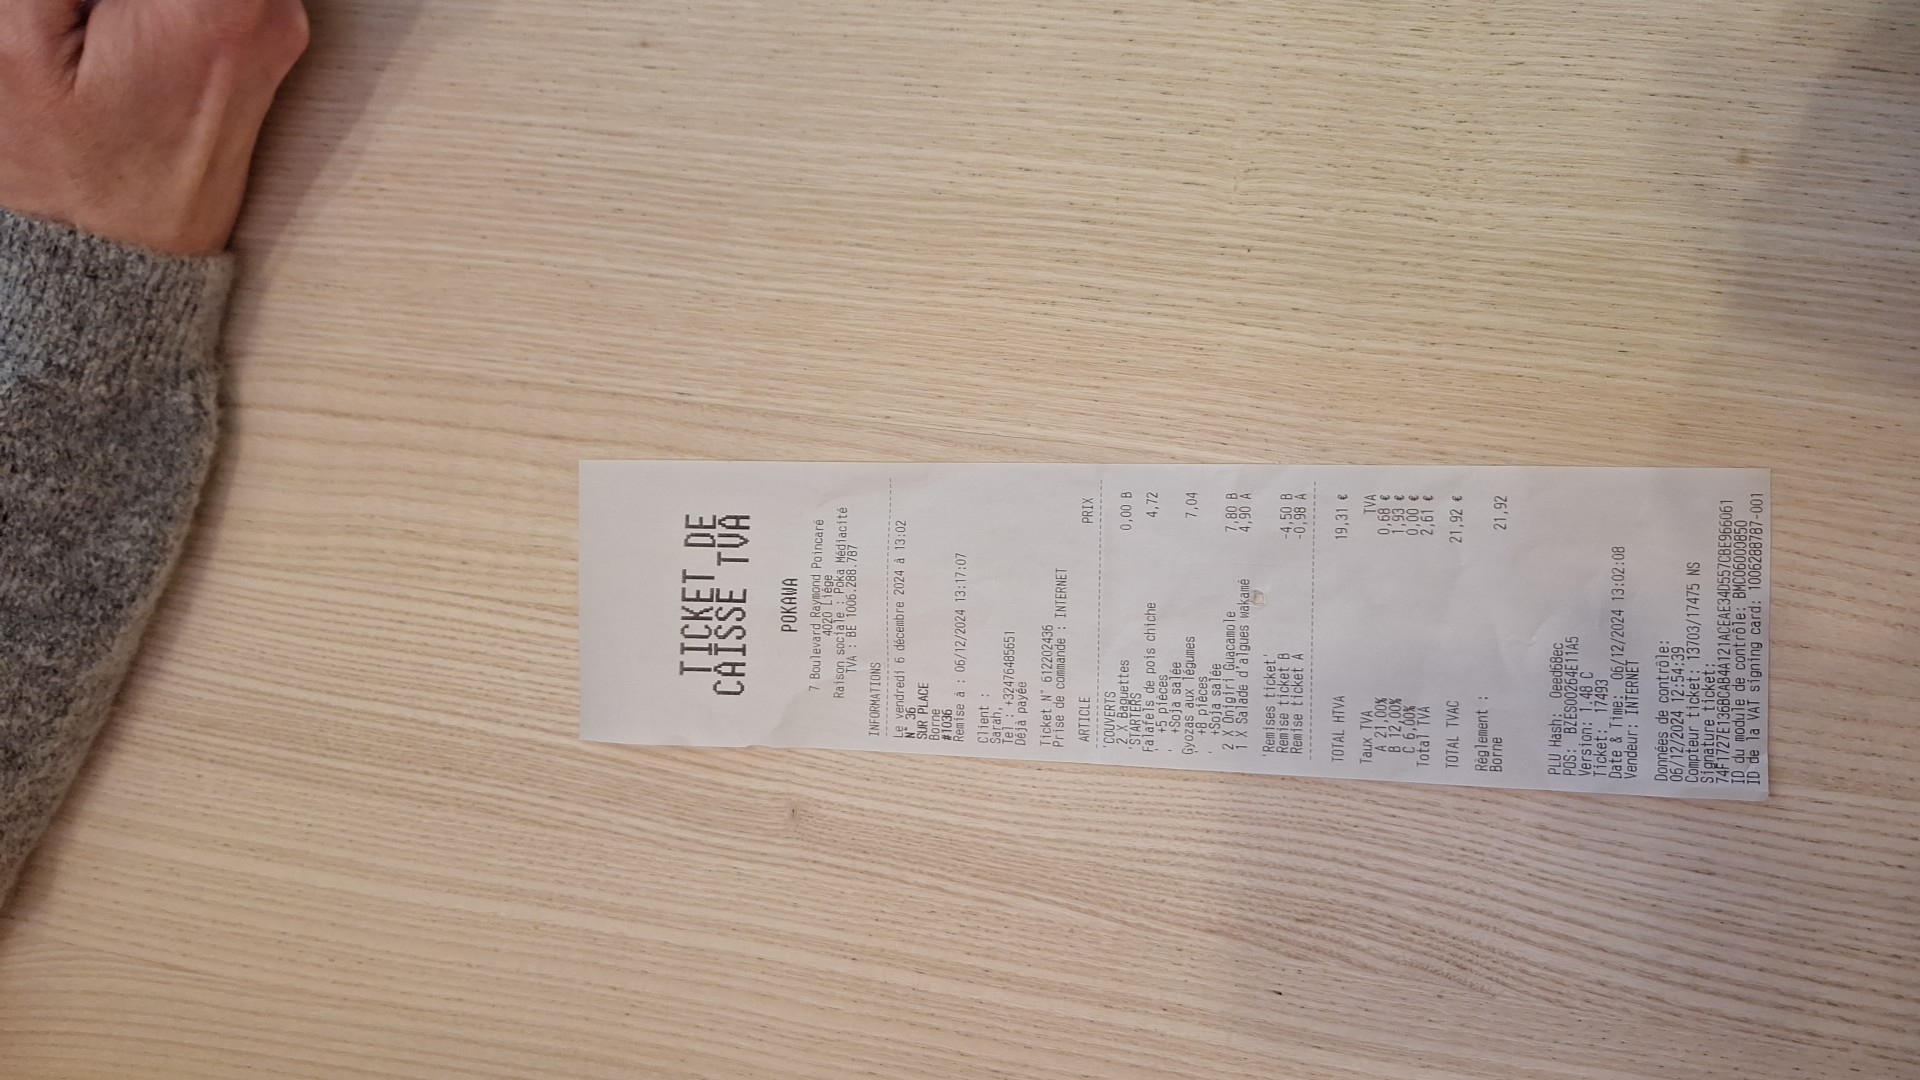 TICKET DE
CAISSE TVA
POKAWA
7 Boulevard Raymond Poincaré
4020 Liège
Raison sociale : Poka Médiacité
TVA : BE 1006.288.787
INFORMATIONS
Le vendredi 6 décembre 2024 à 13:02
N° 36
SUR PLACE
Borne
#1036
Remise à : 06/12/2024 13:17:07
Client :
Sarah,
Tel : +32476485651
Déjà payée
Ticket N° 612202436
Prise de commande : INTERNET
ARTICLE PRIX
'COUVERTS
2 X Baguettes 0,00 B
'STARTERS
Falafels de pois chiche 4,72
' +5 pièces
' +Soja salée
Gyozas aux légumes 7,04
' +8 pièces
' +Soja salée
2 X Onigiri Guacamole 7,80 B
1 X Salade d'algues wakamé 4,90 A
'Remises ticket'
Remise ticket B -4,50 B
Remise ticket A -0,98 A
TOTAL HTVA 19,31 €
Taux TVA TVA
A 21,00% 0,68 €
B 12,00% 1,93 €
C 6,00% 0,00 €
Total TVA 2,61 €
TOTAL TVAC 21,92 €
Règlement :
Borne 21,92
PLU Hash: 0eed68ec
POS: BZES00264E11A5
Version: 1.48 C
Ticket: 17493
Date & Time: 06/12/2024 13:02:08
Vendeur: INTERNET
Données de contrôle:
06/12/2024 12:54:39
Compteur ticket: 13703/17475 NS
Signature ticket:
ID du module de contrôle: BMC06000850
ID de la VAT signing card: 1006288787-001